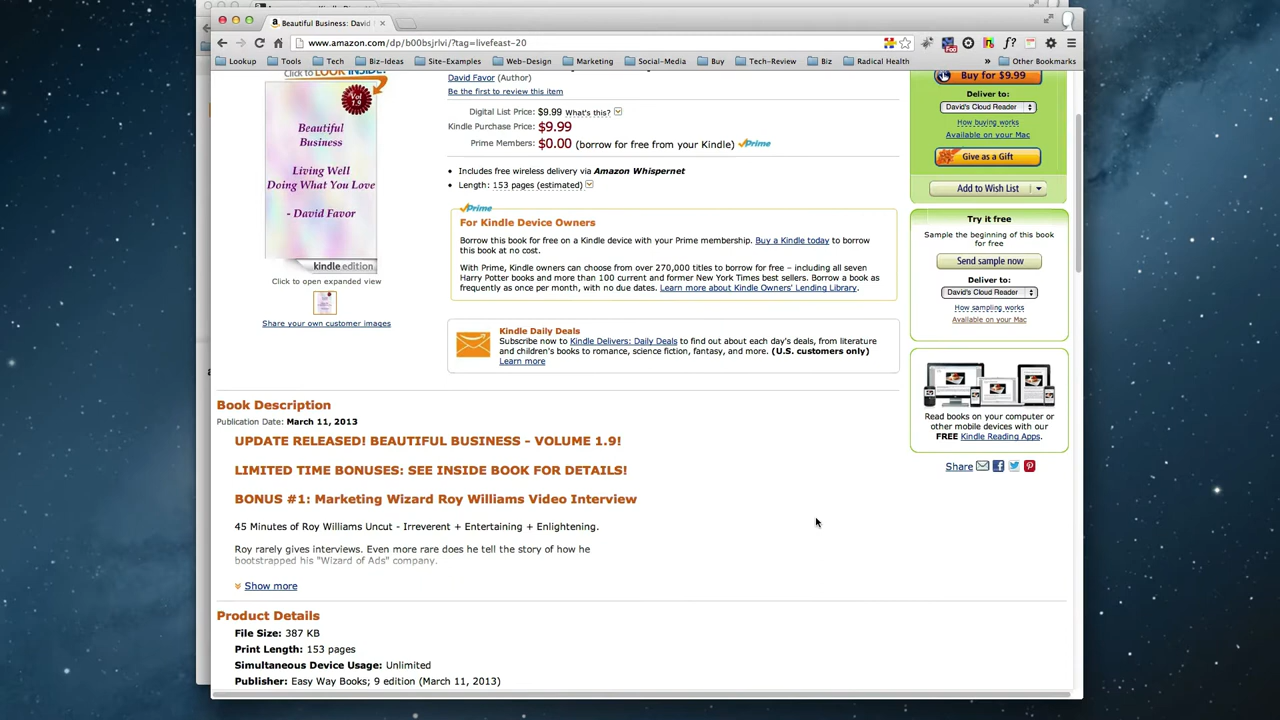 Beautiful Business: David
www.amazon.com/dp/b00bsjrlvi/?tag=livefeast-20
Lookup Tools Tech Biz-Ideas Site-Examples Web-Design Marketing Social-Media Buy Tech-Review Biz Radical Health » Other Bookmarks
Click to LOOK INSIDE!
Vol 1.9
Beautiful
Business
Living Well
Doing What You Love
- David Favor
kindle edition
Click to open expanded view
Share your own customer images
David Favor (Author)
Be the first to review this item
Digital List Price: $9.99 What's this?
Kindle Purchase Price: $9.99
Prime Members: $0.00 (borrow for free from your Kindle) Prime
• Includes free wireless delivery via Amazon Whispernet
• Length: 153 pages (estimated)
Prime
For Kindle Device Owners
Borrow this book for free on a Kindle device with your Prime membership. Buy a Kindle today to borrow
this book at no cost.
With Prime, Kindle owners can choose from over 270,000 titles to borrow for free – including all seven
Harry Potter books and more than 100 current and former New York Times best sellers. Borrow a book as
frequently as once per month, with no due dates. Learn more about Kindle Owners' Lending Library.
Kindle Daily Deals
Subscribe now to Kindle Delivers: Daily Deals to find out about each day's deals, from literature
and children's books to romance, science fiction, fantasy, and more. (U.S. customers only)
Learn more
Buy for $9.99
Deliver to:
David's Cloud Reader
How buying works
Available on your Mac
Give as a Gift
Add to Wish List
Try it free
Sample the beginning of this book
for free
Send sample now
Deliver to:
David's Cloud Reader
How sampling works
Available on your Mac
Read books on your computer or
other mobile devices with our
FREE Kindle Reading Apps.
Share
Book Description
Publication Date: March 11, 2013
UPDATE RELEASED! BEAUTIFUL BUSINESS - VOLUME 1.9!
LIMITED TIME BONUSES: SEE INSIDE BOOK FOR DETAILS!
BONUS #1: Marketing Wizard Roy Williams Video Interview
45 Minutes of Roy Williams Uncut - Irreverent + Entertaining + Enlightening.
Roy rarely gives interviews. Even more rare does he tell the story of how he
bootstrapped his "Wizard of Ads" company.
Show more
Product Details
File Size: 387 KB
Print Length: 153 pages
Simultaneous Device Usage: Unlimited
Publisher: Easy Way Books; 9 edition (March 11, 2013)